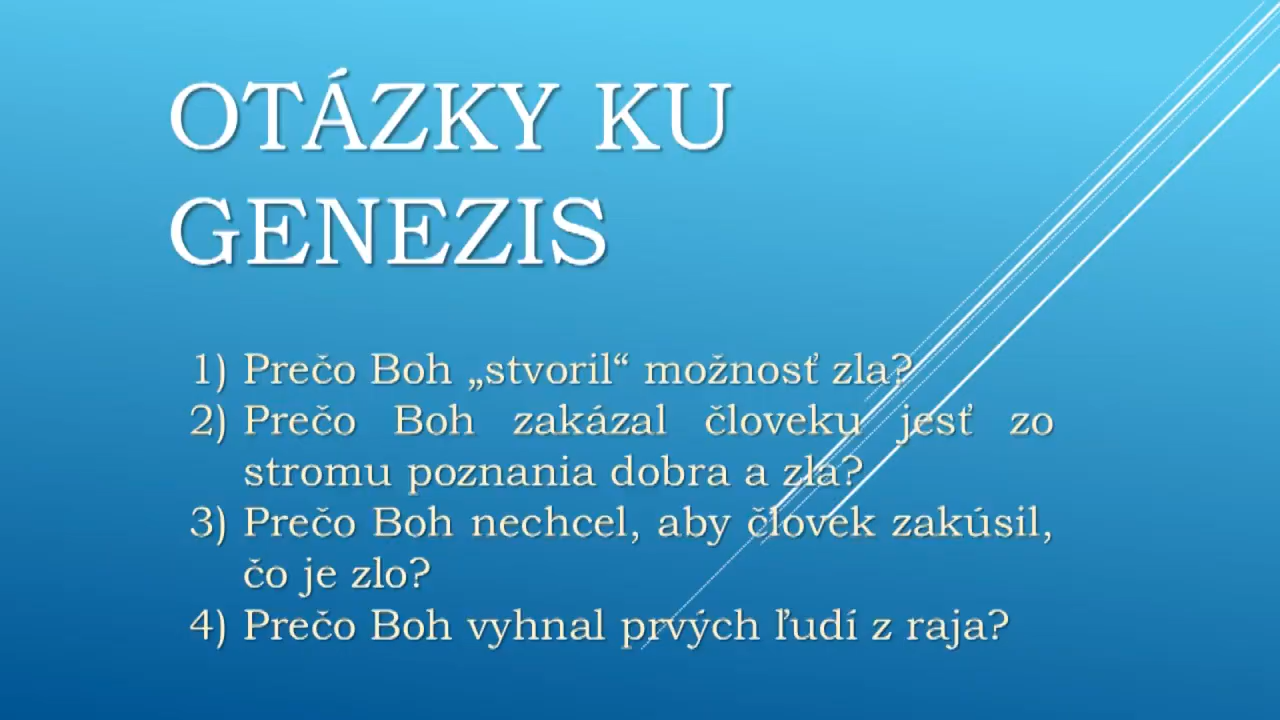 OTÁZKY KU
GENEZIS
1) Prečo Boh „stvoril“ možnosť zla?
2) Prečo Boh zakázal človeku jesť zo
stromu poznania dobra a zla?
3) Prečo Boh nechcel, aby človek zakúsil,
čo je zlo?
4) Prečo Boh vyhnal prvých ľudí z raja?